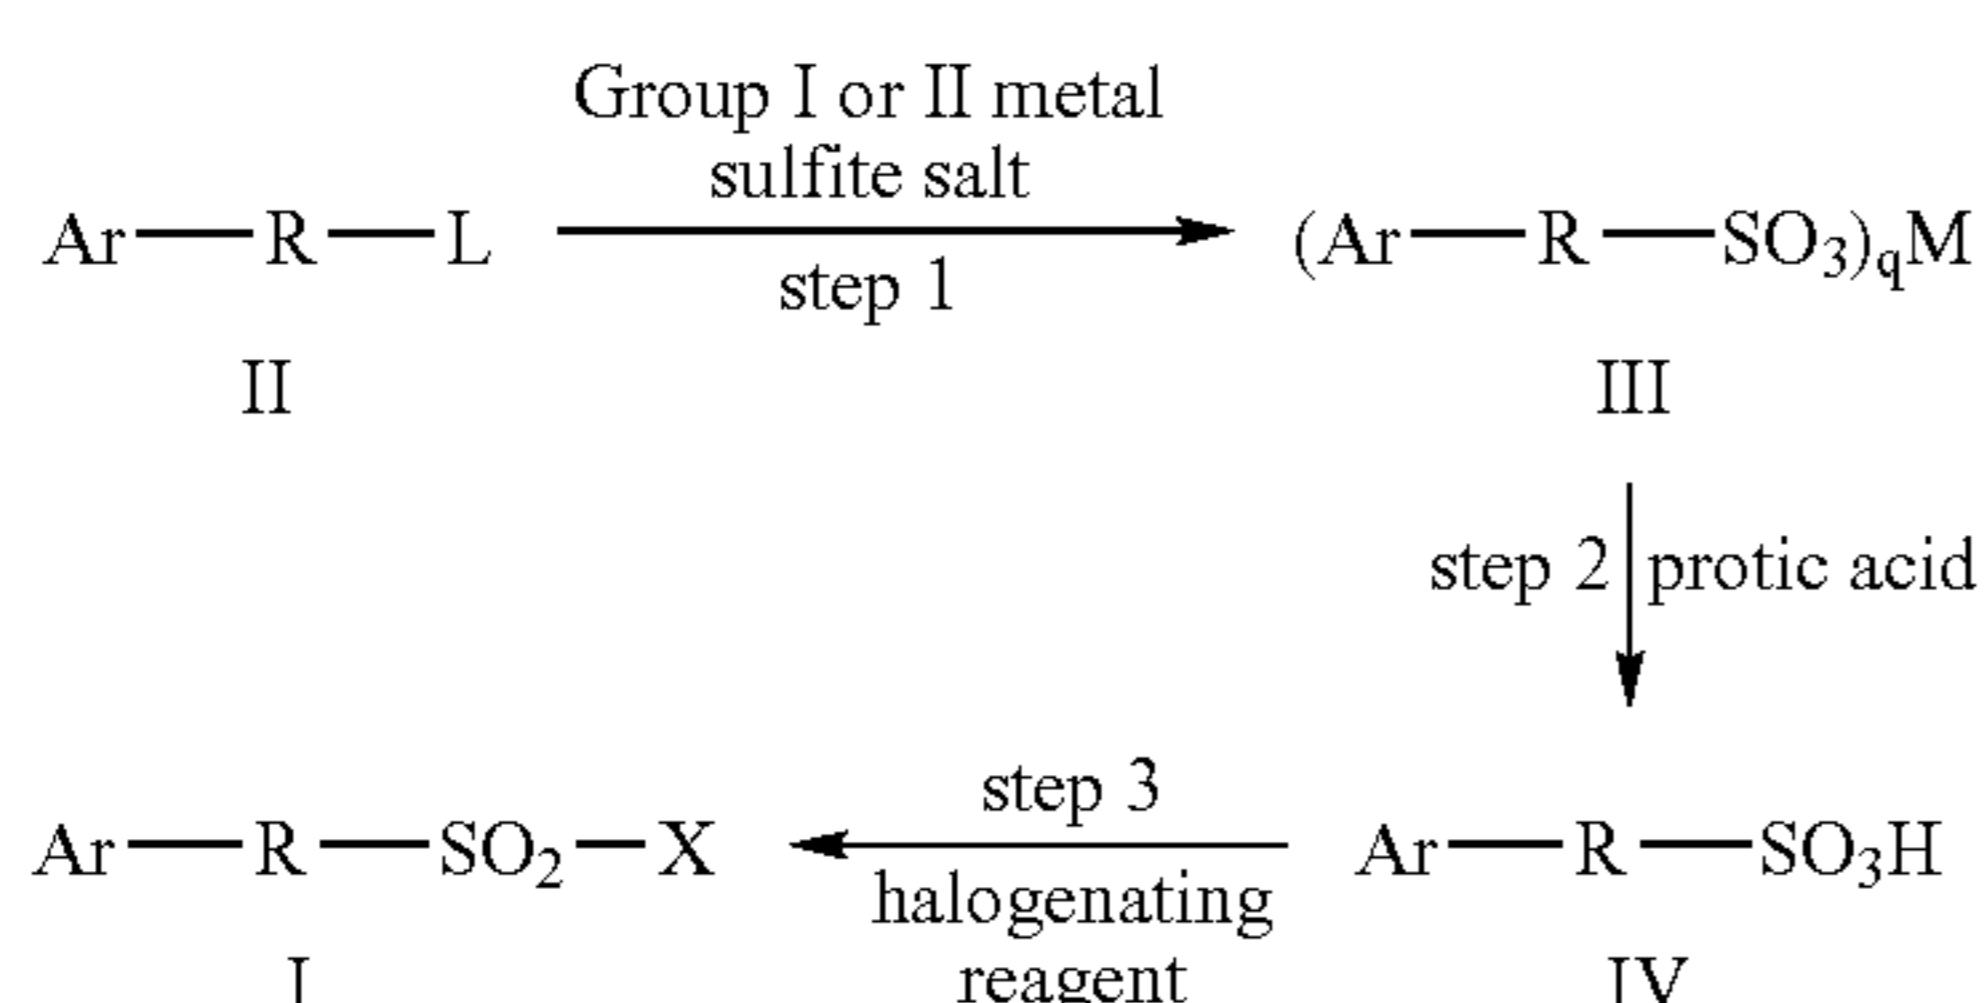 Group I or II metal
sulfite salt
Ar—R—L
step 1
(Ar—R—SO₃)qM
II
III
step 2
protic acid
step 3
Ar—R—SO₂—X
Ar—R—SO₃H
halogenating
reagent
I
IV